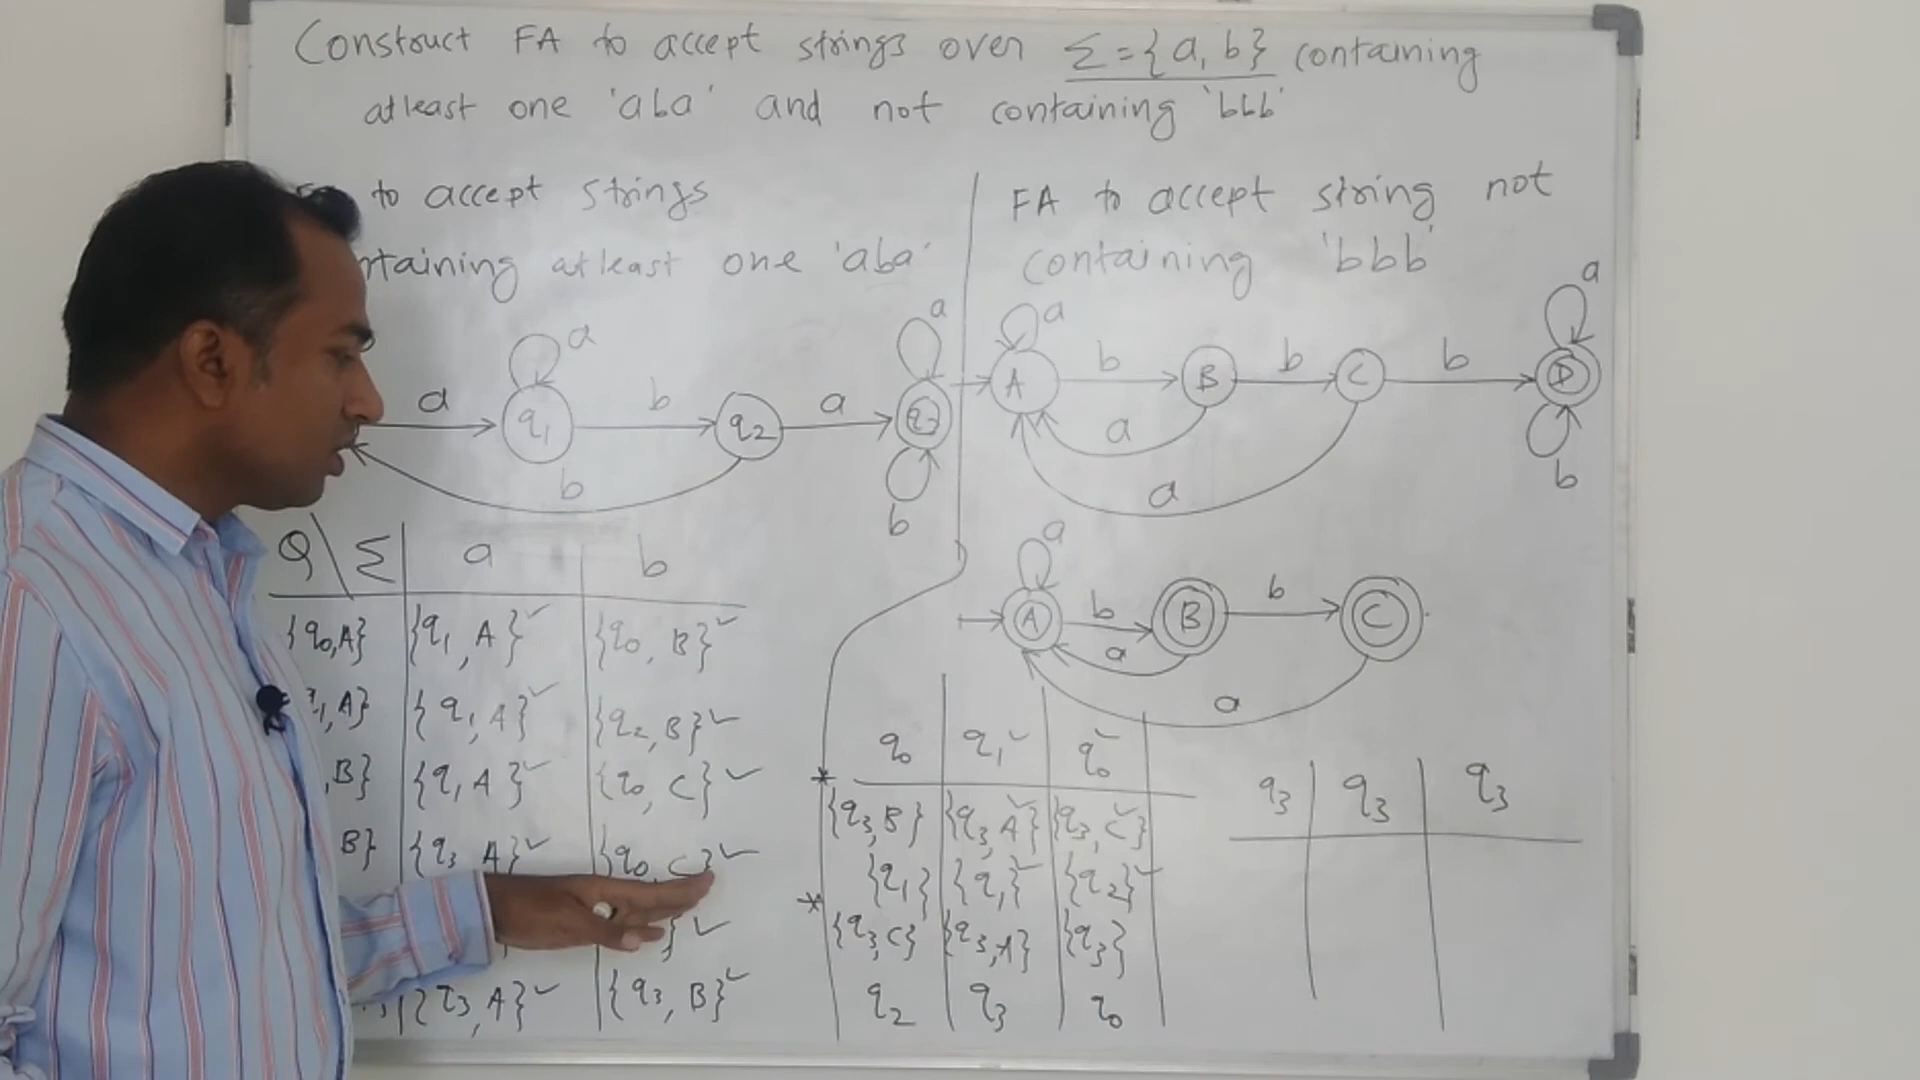 Construct FA to accept strings over Σ={a,b} containing
atleast one 'aba' and not containing 'bbb'
to accept strings
ntaining atleast one 'aba'
a
a b a
q1 q2 q3
a
b
b
FA to accept string not
containing 'bbb'
a a
A b B b C b D
a
a
b
a
A b B b C
a
a
Q\Σ a b
{q0,A} {q1,A}✓ {q0,B}✓
,A} {q1,A}✓ {q2,B}✓
,B} {q1,A}✓ {q0,C}✓
B} {q3,A}✓ {q0,C}✓
}✓
{q3,A}✓ {q3,B}✓
q0 q1✓ q0✓
*{q3,B} {q3,A}✓ {q3,C}✓
{q1} {q1}✓ {q2}✓
*{q3,C} {q3,A} {q3}
q2 q3 q0
q3 q3 q3